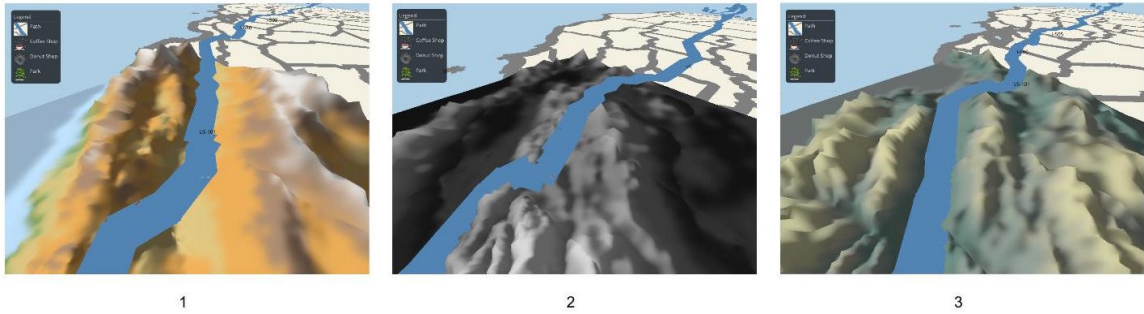 Legend
Path
Coffee Shop
Donut Shop
Park
US-101
Legend
Path
Coffee Shop
Donut Shop
Park
Legend
Path
Coffee Shop
Donut Shop
Park
US-101
1
2
3